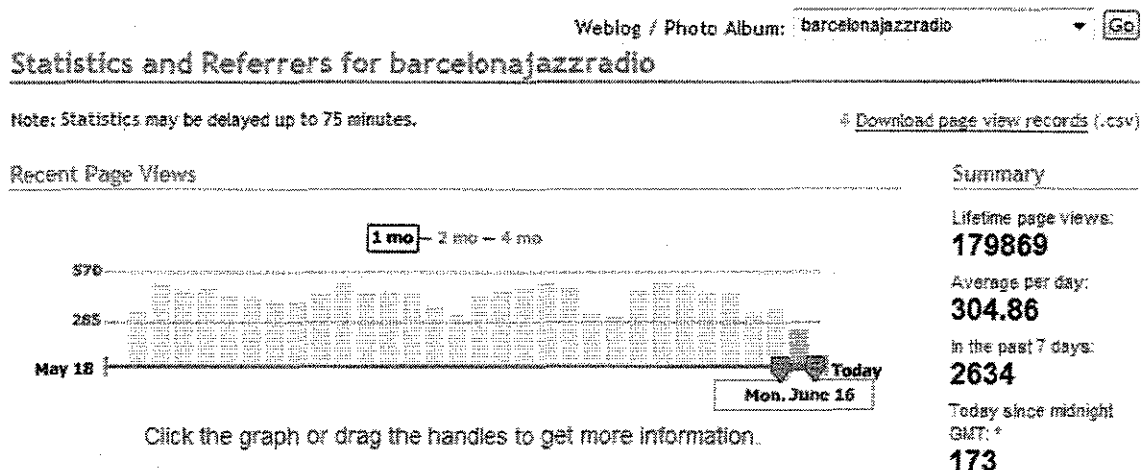 Weblog / Photo Album: barcelonajazzradio Go
Statistics and Referrers for barcelonajazzradio
Note: Statistics may be delayed up to 75 minutes.
Download page view records (.csv)
Recent Page Views
1 mo – 2 mo – 4 mo
570
285
May 18
Today
Mon. June 16
Click the graph or drag the handles to get more information.
Summary
Lifetime page views:
179869
Average per day:
304.86
In the past 7 days:
2634
Today since midnight
GMT: *
173